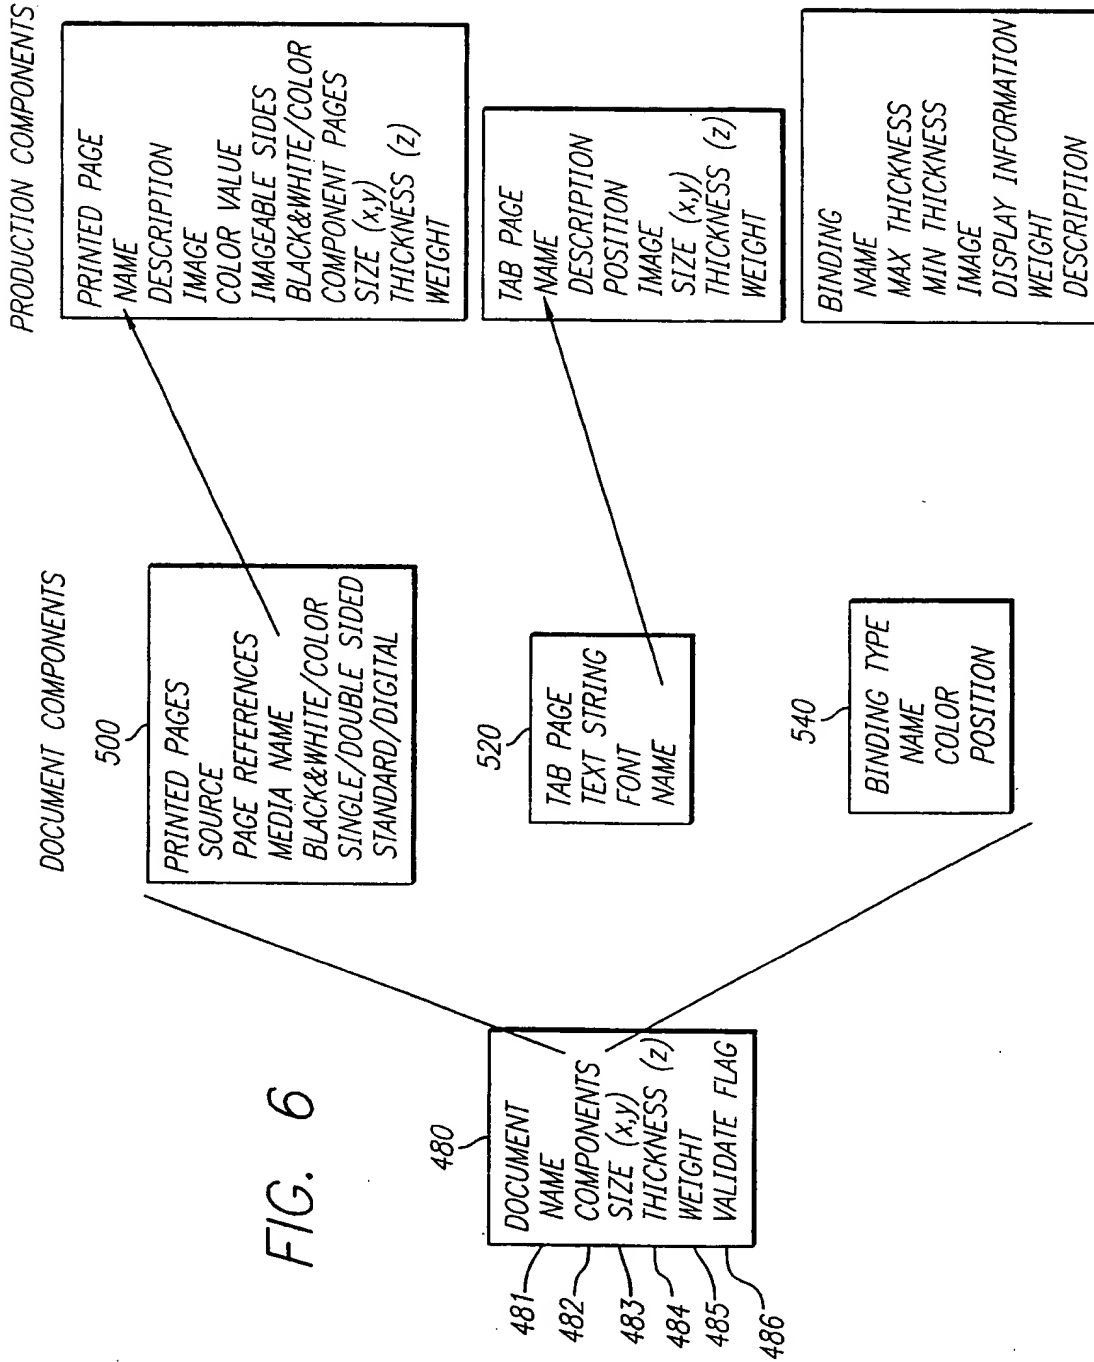 FIG. 6
480
DOCUMENT
NAME
COMPONENTS
SIZE (x,y)
THICKNESS (z)
WEIGHT
VALIDATE FLAG
481
482
483
484
485
486
DOCUMENT COMPONENTS
500
PRINTED PAGES
SOURCE
PAGE REFERENCES
MEDIA NAME
BLACK&WHITE/COLOR
SINGLE/DOUBLE SIDED
STANDARD/DIGITAL
520
TAB PAGE
TEXT STRING
FONT
NAME
540
BINDING TYPE
NAME
COLOR
POSITION
PRODUCTION COMPONENTS
PRINTED PAGE
NAME
DESCRIPTION
IMAGE
COLOR VALUE
IMAGEABLE SIDES
BLACK&WHITE/COLOR
COMPONENT PAGES
SIZE (x,y)
THICKNESS (z)
WEIGHT
TAB PAGE
NAME
DESCRIPTION
POSITION
IMAGE
SIZE (x,y)
THICKNESS (z)
WEIGHT
BINDING
NAME
MAX THICKNESS
MIN THICKNESS
IMAGE
DISPLAY INFORMATION
WEIGHT
DESCRIPTION